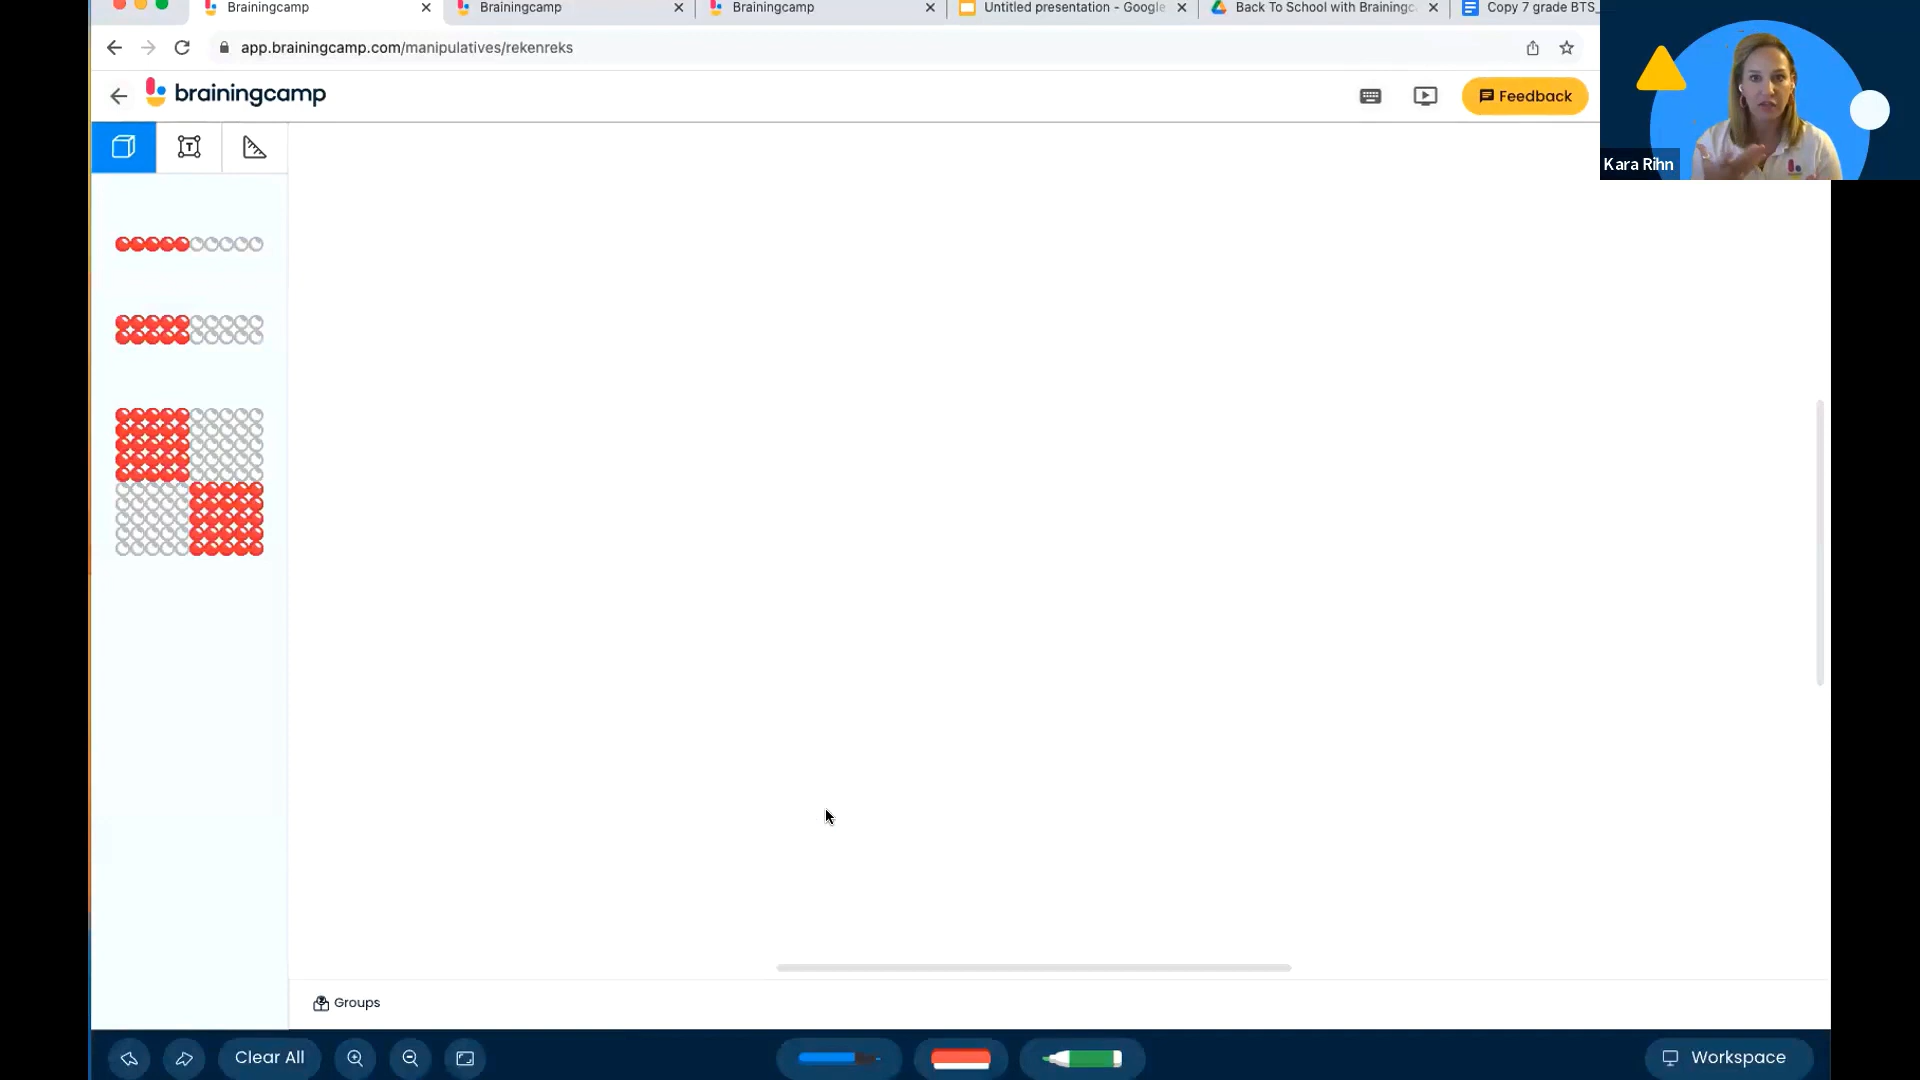 Brainingcamp
Brainingcamp
Brainingcamp
Untitled presentation - Google
Back To School with Brainingc
Copy 7 grade BTS_
app.brainingcamp.com/manipulatives/rekenreks
brainingcamp
Feedback
Kara Rihn
T
Groups
Clear All
Workspace